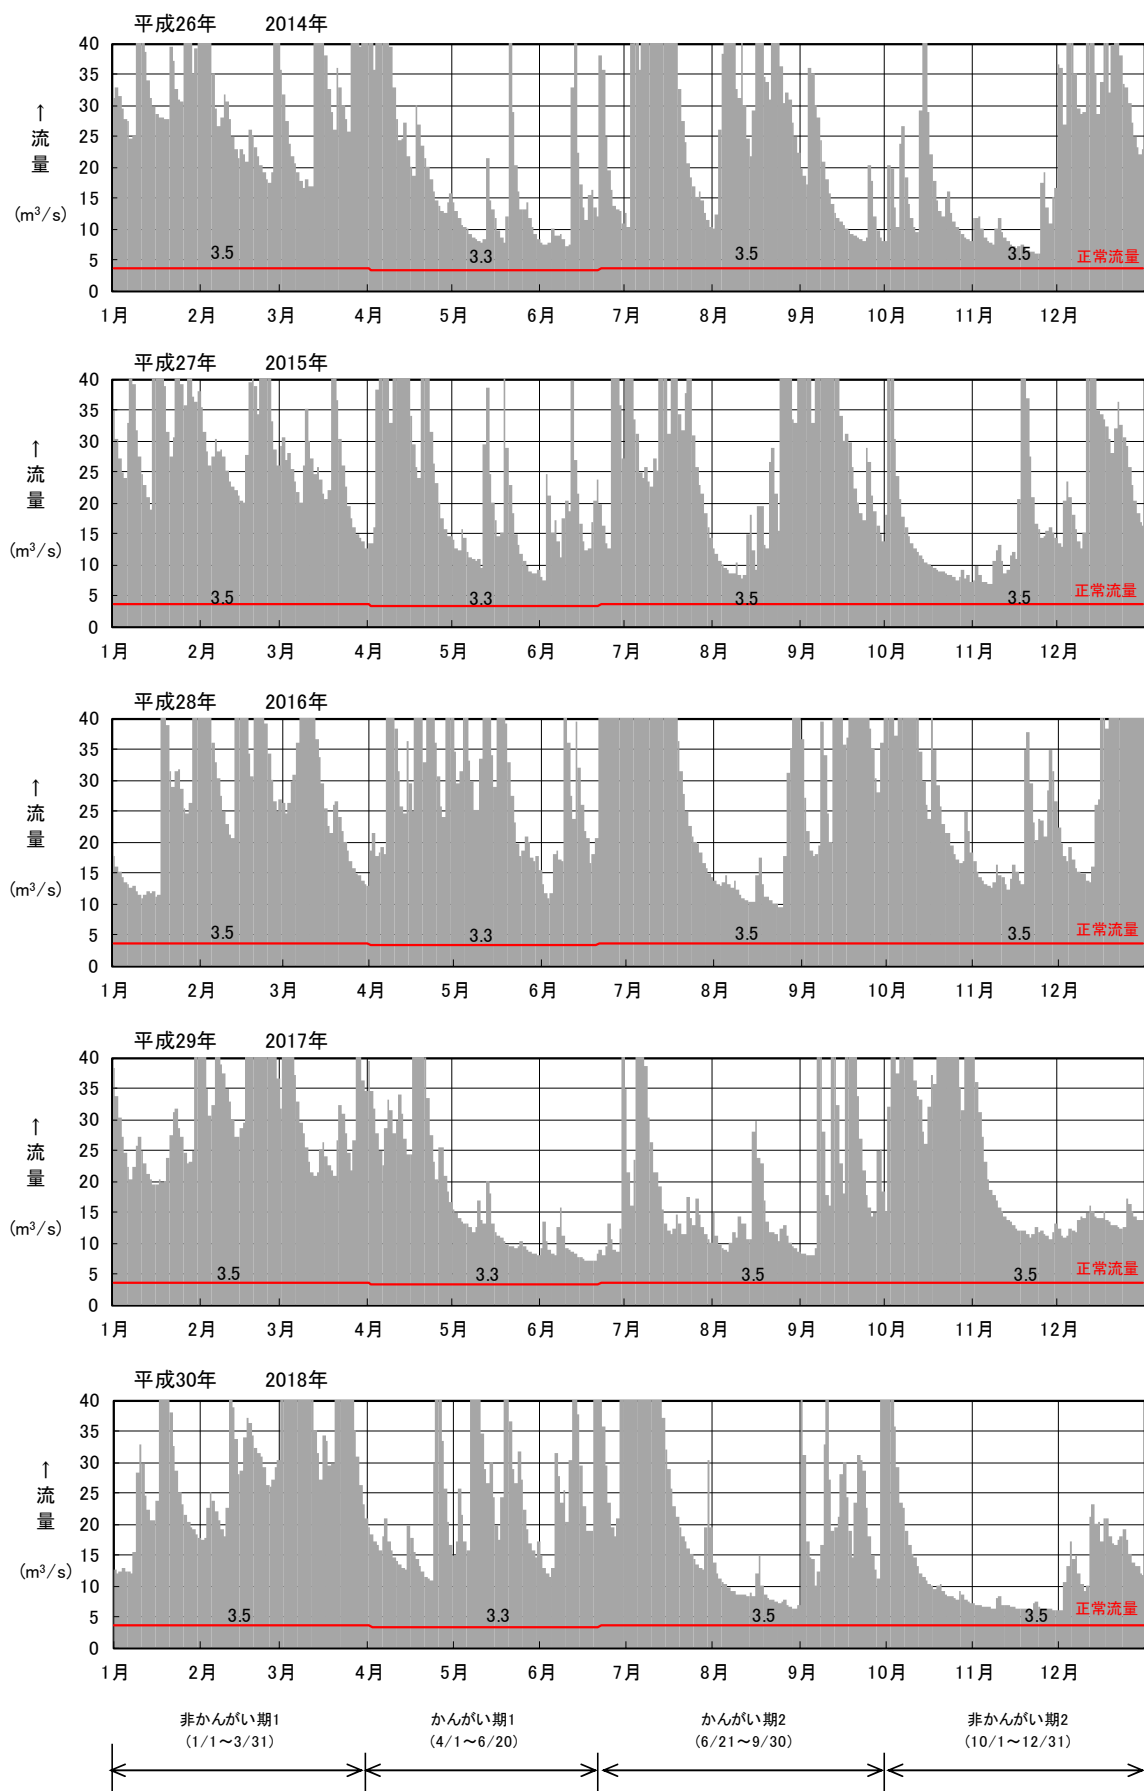 平成26年 2014年
40
35
30
25
20
15
10
5
0
↑
流
量
(m³/s)
3.5
3.3
3.5
3.5
正常流量
1月 2月 3月 4月 5月 6月 7月 8月 9月 10月 11月 12月
平成27年 2015年
40
35
30
25
20
15
10
5
0
↑
流
量
(m³/s)
3.5
3.3
3.5
3.5
正常流量
1月 2月 3月 4月 5月 6月 7月 8月 9月 10月 11月 12月
平成28年 2016年
40
35
30
25
20
15
10
5
0
↑
流
量
(m³/s)
3.5
3.3
3.5
3.5
正常流量
1月 2月 3月 4月 5月 6月 7月 8月 9月 10月 11月 12月
平成29年 2017年
40
35
30
25
20
15
10
5
0
↑
流
量
(m³/s)
3.5
3.3
3.5
3.5
正常流量
1月 2月 3月 4月 5月 6月 7月 8月 9月 10月 11月 12月
平成30年 2018年
40
35
30
25
20
15
10
5
0
↑
流
量
(m³/s)
3.5
3.3
3.5
3.5
正常流量
1月 2月 3月 4月 5月 6月 7月 8月 9月 10月 11月 12月
非かんがい期1
(1/1～3/31)
かんがい期1
(4/1～6/20)
かんがい期2
(6/21～9/30)
非かんがい期2
(10/1～12/31)